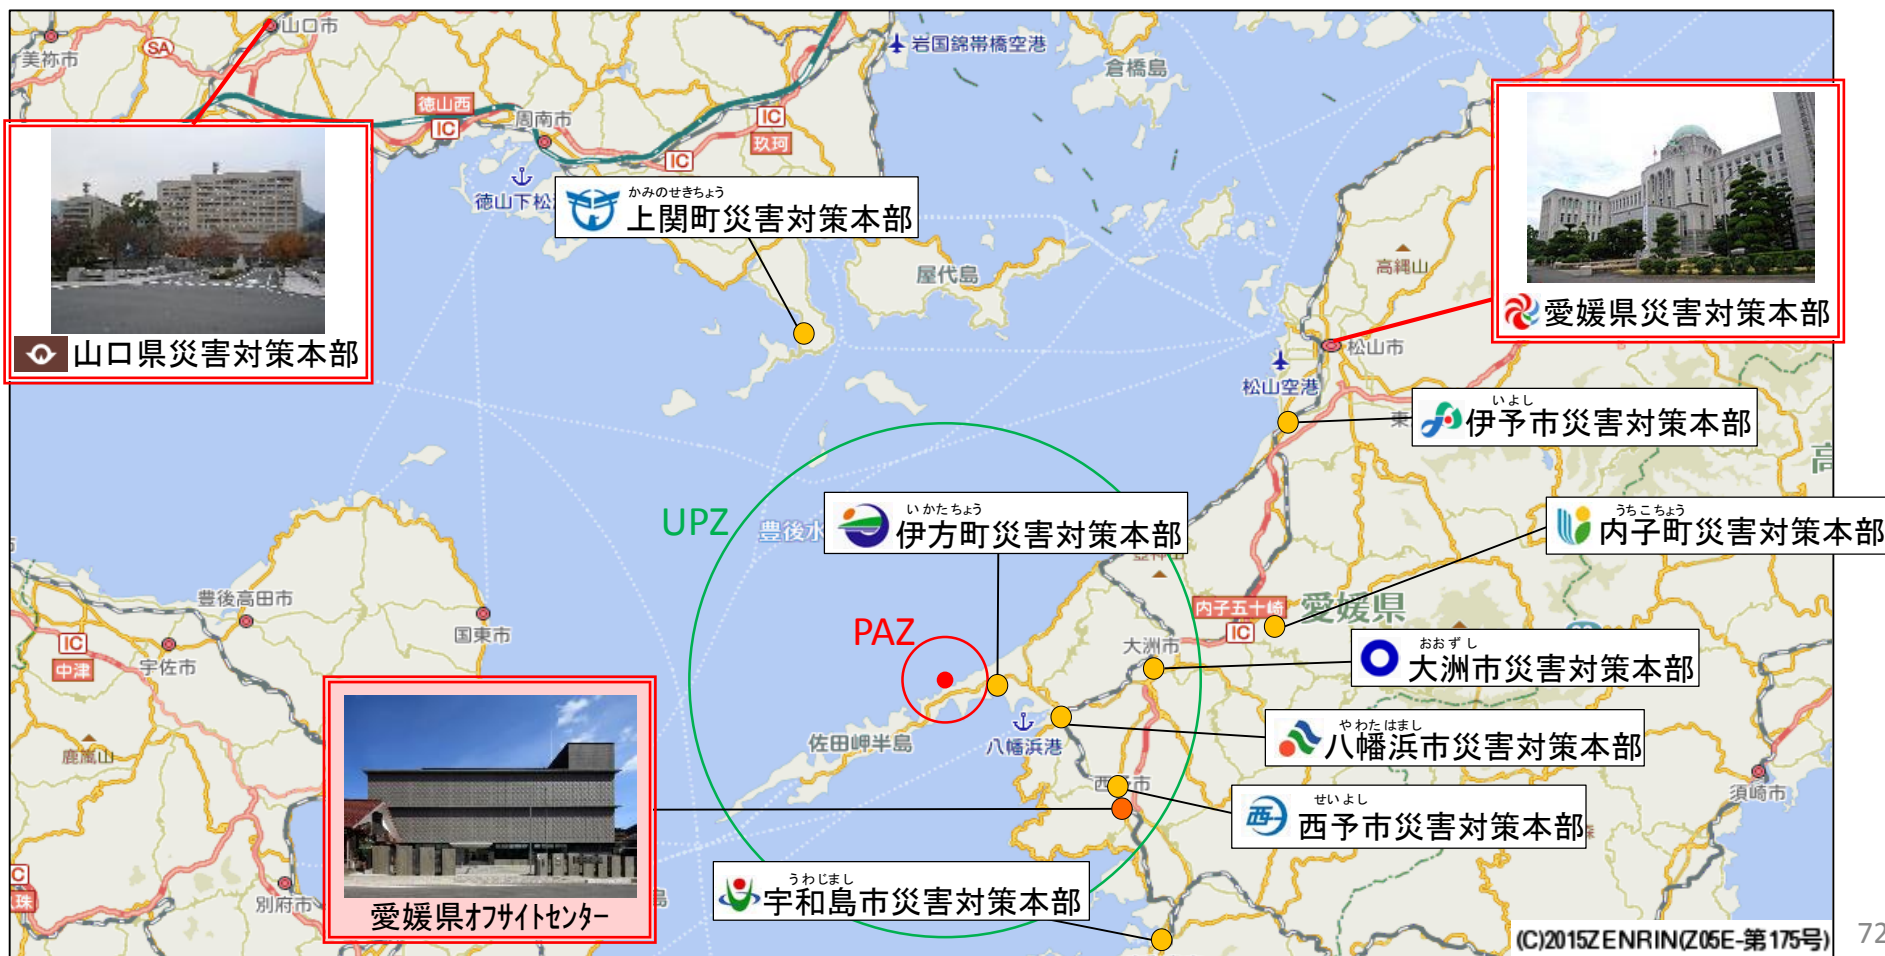 山口市
美祢市
SA
岩国錦帯橋空港
倉橋島
徳山西
IC
周南市
IC
玖珂
IC
徳山下松
かみのせきちょう
上関町災害対策本部
屋代島
高縄山
山口県災害対策本部
愛媛県災害対策本部
松山市
松山空港
いよし
伊予市災害対策本部
東
高
UPZ
豊後水
いかたちょう
伊方町災害対策本部
うちこちょう
内子町災害対策本部
豊後高田市
国東市
IC
中津
宇佐市
PAZ
内子五十崎
IC
愛媛県
大洲市
おおずし
大洲市災害対策本部
佐田岬半島
八幡浜港
やわたはまし
八幡浜市災害対策本部
鹿嵐山
西予市
せいよし
西予市災害対策本部
須崎市
うわじまし
宇和島市災害対策本部
別府市
島
C
珠
愛媛県オフサイトセンター
(C)2015ZENRIN(Z05E-第175号)
72